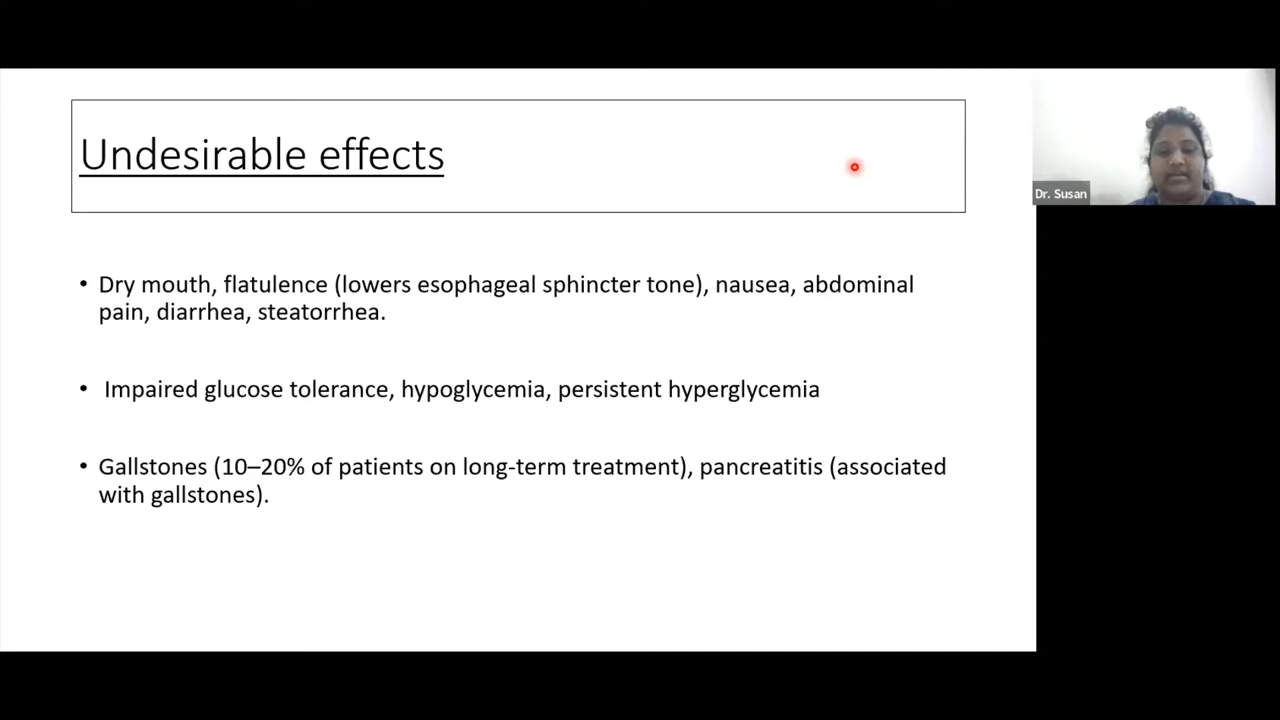 Undesirable effects
Dr. Susan
• Dry mouth, flatulence (lowers esophageal sphincter tone), nausea, abdominal
pain, diarrhea, steatorrhea.
• Impaired glucose tolerance, hypoglycemia, persistent hyperglycemia
• Gallstones (10–20% of patients on long-term treatment), pancreatitis (associated
with gallstones).